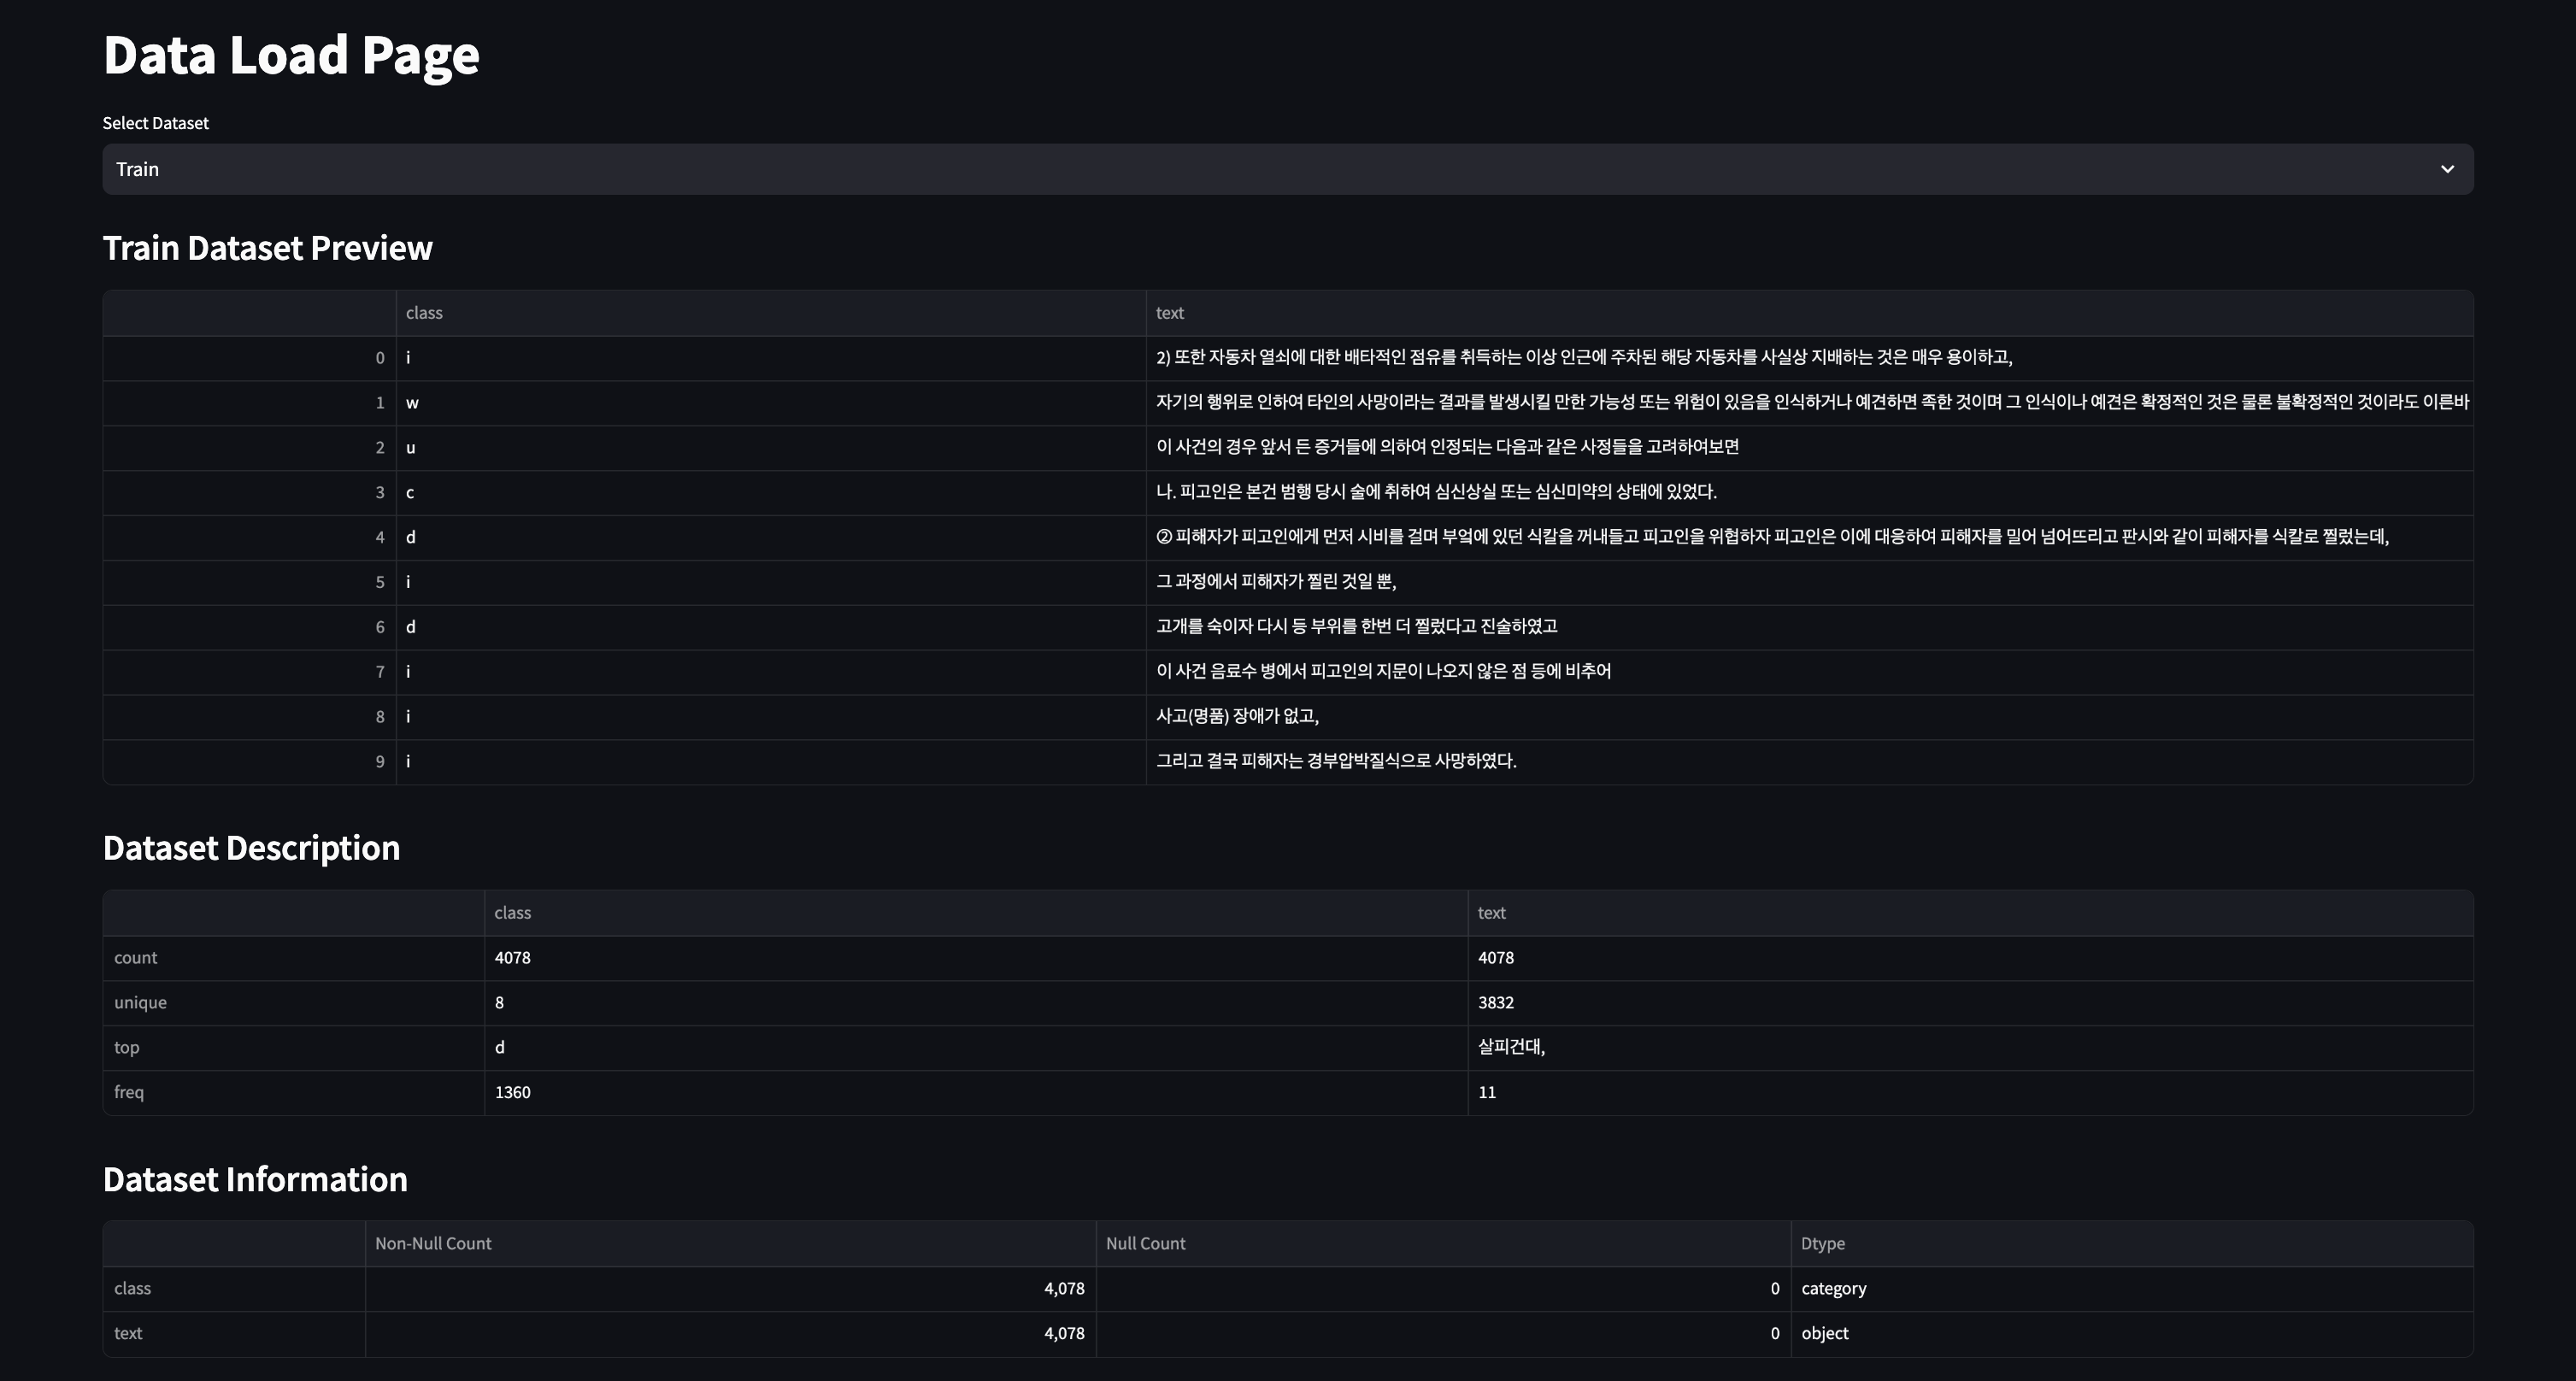 Data Load Page
Select Dataset
Train
Train Dataset Preview
class text
0 i 2) 또한 자동차 열쇠에 대한 배타적인 점유를 취득하는 이상 인근에 주차된 해당 자동차를 사실상 지배하는 것은 매우 용이하고,
1 w 자기의 행위로 인하여 타인의 사망이라는 결과를 발생시킬 만한 가능성 또는 위험이 있음을 인식하거나 예견하면 족한 것이며 그 인식이나 예견은 확정적인 것은 물론 불확정적인 것이라도 이른바
2 u 이 사건의 경우 앞서 든 증거들에 의하여 인정되는 다음과 같은 사정들을 고려하여보면
3 c 나. 피고인은 본건 범행 당시 술에 취하여 심신상실 또는 심신미약의 상태에 있었다.
4 d ② 피해자가 피고인에게 먼저 시비를 걸며 부엌에 있던 식칼을 꺼내들고 피고인을 위협하자 피고인은 이에 대응하여 피해자를 밀어 넘어뜨리고 판시와 같이 피해자를 식칼로 찔렀는데,
5 i 그 과정에서 피해자가 찔린 것일 뿐,
6 d 고개를 숙이자 다시 등 부위를 한번 더 찔렀다고 진술하였고
7 i 이 사건 음료수 병에서 피고인의 지문이 나오지 않은 점 등에 비추어
8 i 사고(명품) 장애가 없고,
9 i 그리고 결국 피해자는 경부압박질식으로 사망하였다.
Dataset Description
class text
count 4078 4078
unique 8 3832
top d 살피건대,
freq 1360 11
Dataset Information
Non-Null Count Null Count Dtype
class 4,078 0 category
text 4,078 0 object